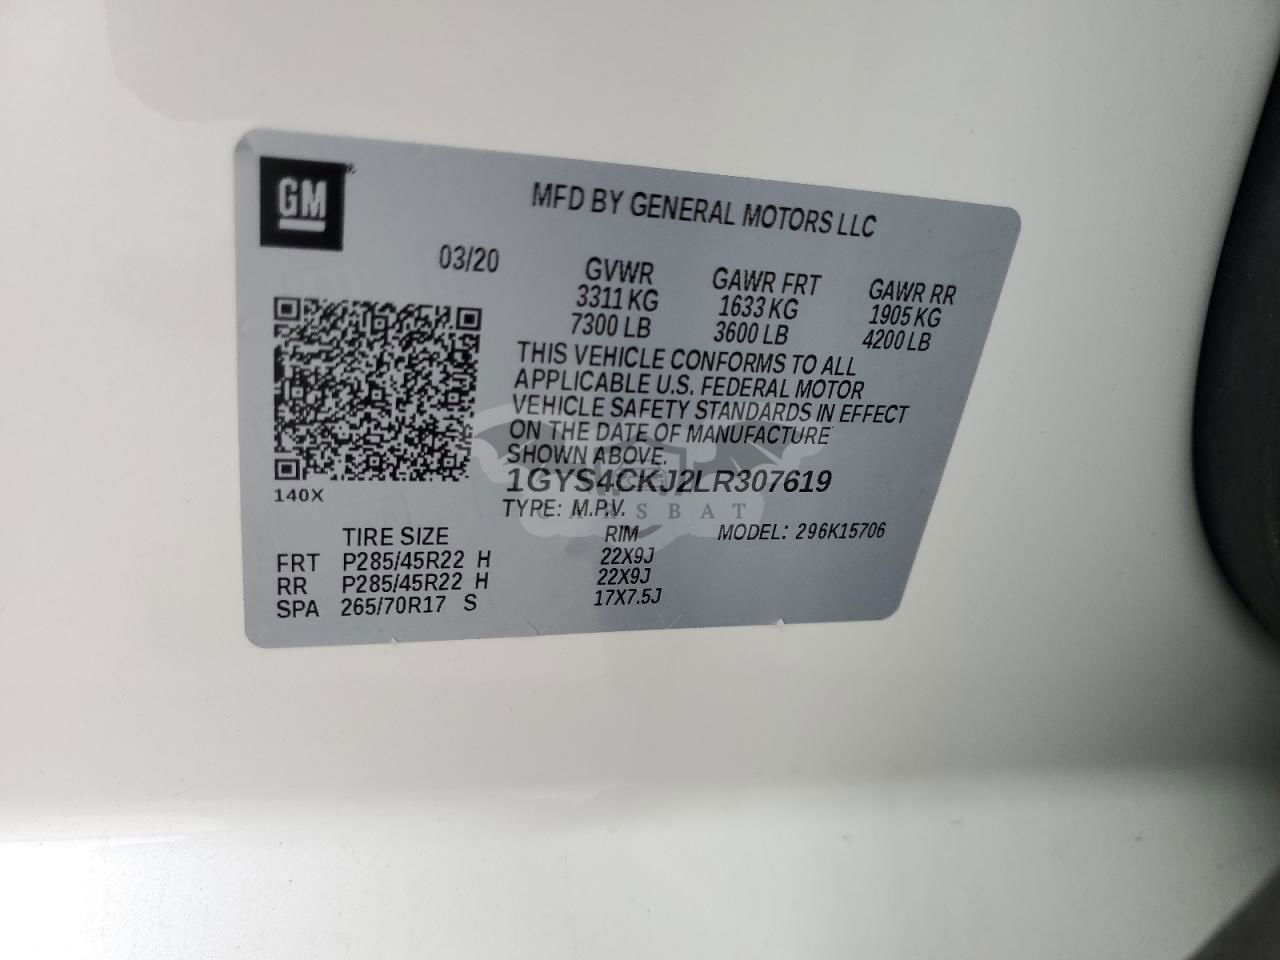 GM
MFD BY GENERAL MOTORS LLC
03/20
GVWR GAWR FRT GAWR RR
3311 KG 1633 KG 1905 KG
7300 LB 3600 LB 4200 LB
THIS VEHICLE CONFORMS TO ALL
APPLICABLE U.S. FEDERAL MOTOR
VEHICLE SAFETY STANDARDS IN EFFECT
ON THE DATE OF MANUFACTURE
SHOWN ABOVE.
1GYS4CKJ2LR307619
140X
TYPE: M.P.V.
CARSBAT
TIRE SIZE RIM MODEL: 296K15706
FRT P285/45R22 H 22X9J
RR P285/45R22 H 22X9J
SPA 265/70R17 S 17X7.5J